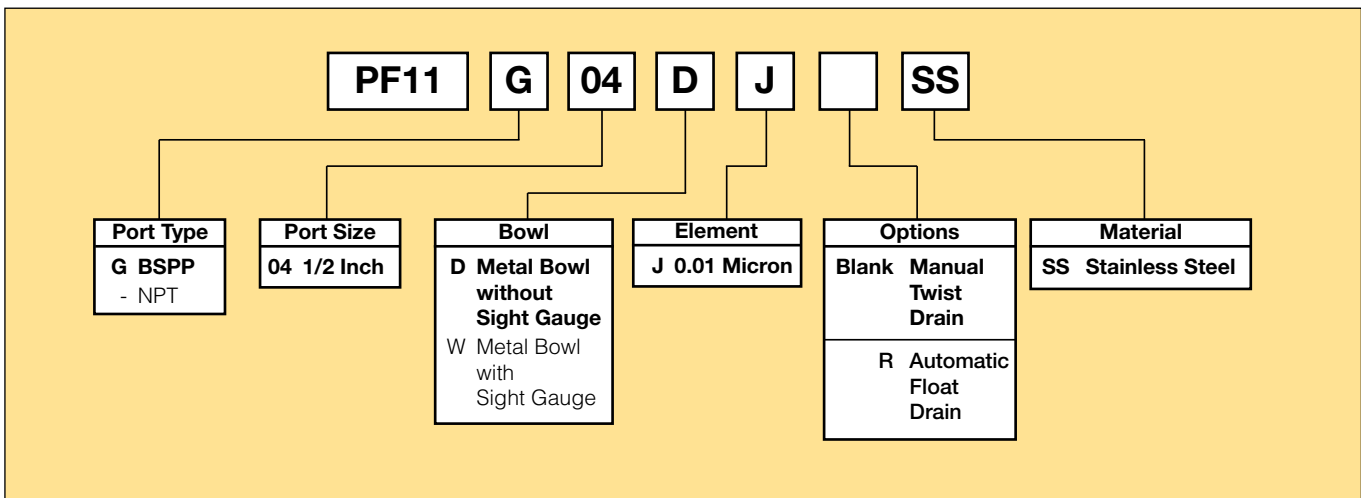 PF11 G 04 D J SS
Port Type
G BSPP
- NPT
Port Size
04 1/2 Inch
Bowl
D Metal Bowl
without
Sight Gauge
W Metal Bowl
with
Sight Gauge
Element
J 0.01 Micron
Options
Blank Manual
Twist
Drain
R Automatic
Float
Drain
Material
SS Stainless Steel